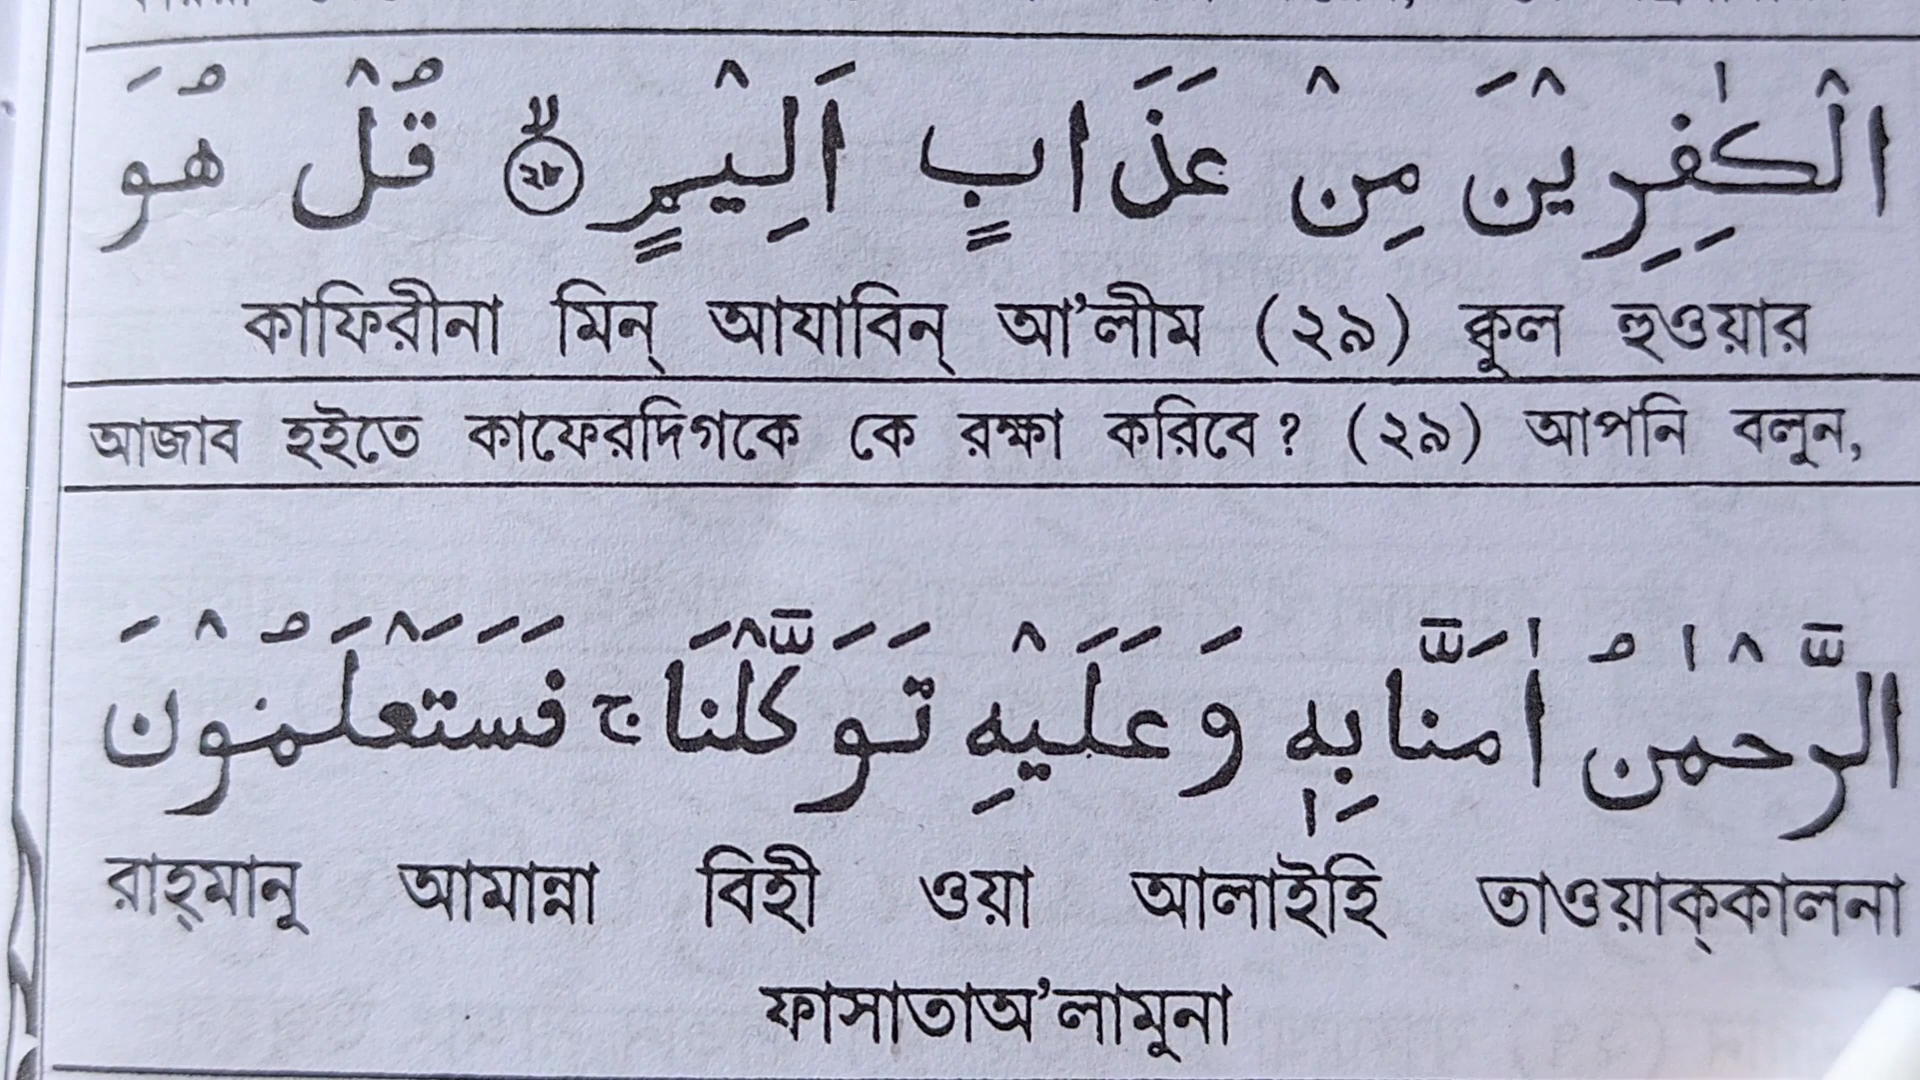 الْكٰفِرِيْنَ مِنْ عَذَابٍ اَلِيْمٍ ﴿٢٨﴾ قُلْ هُوَ
কাফিরীনা মিন্ আযাবিন্ আ’লীম (২৯) ক্বুল হুওয়ার
আজাব হইতে কাফেরদিগকে কে রক্ষা করিবে? (২৯) আপনি বলুন,
الرَّحْمٰنُ اٰمَنَّا بِهٖ وَعَلَيْهِ تَوَكَّلْنَا ج فَسَتَعْلَمُوْنَ
রাহ্‌মানু আমান্না বিহী ওয়া আলাইহি তাওয়াক্‌কালনা
ফাসাতাঅ’লামুনা